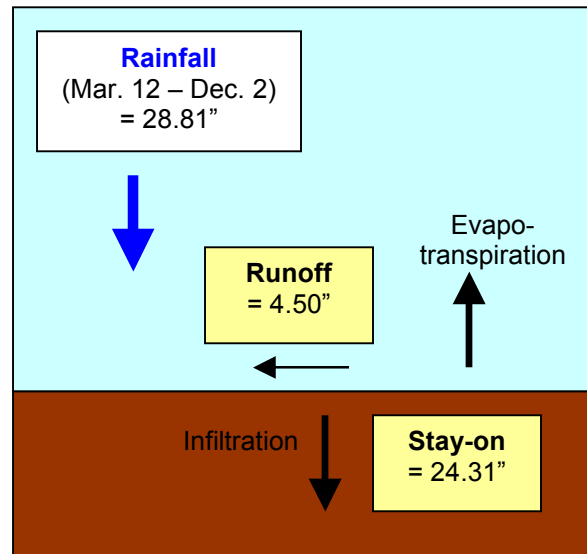 Rainfall
(Mar. 12 – Dec. 2)
= 28.81”
Evapo-
transpiration
Runoff
= 4.50”
Infiltration
Stay-on
= 24.31”